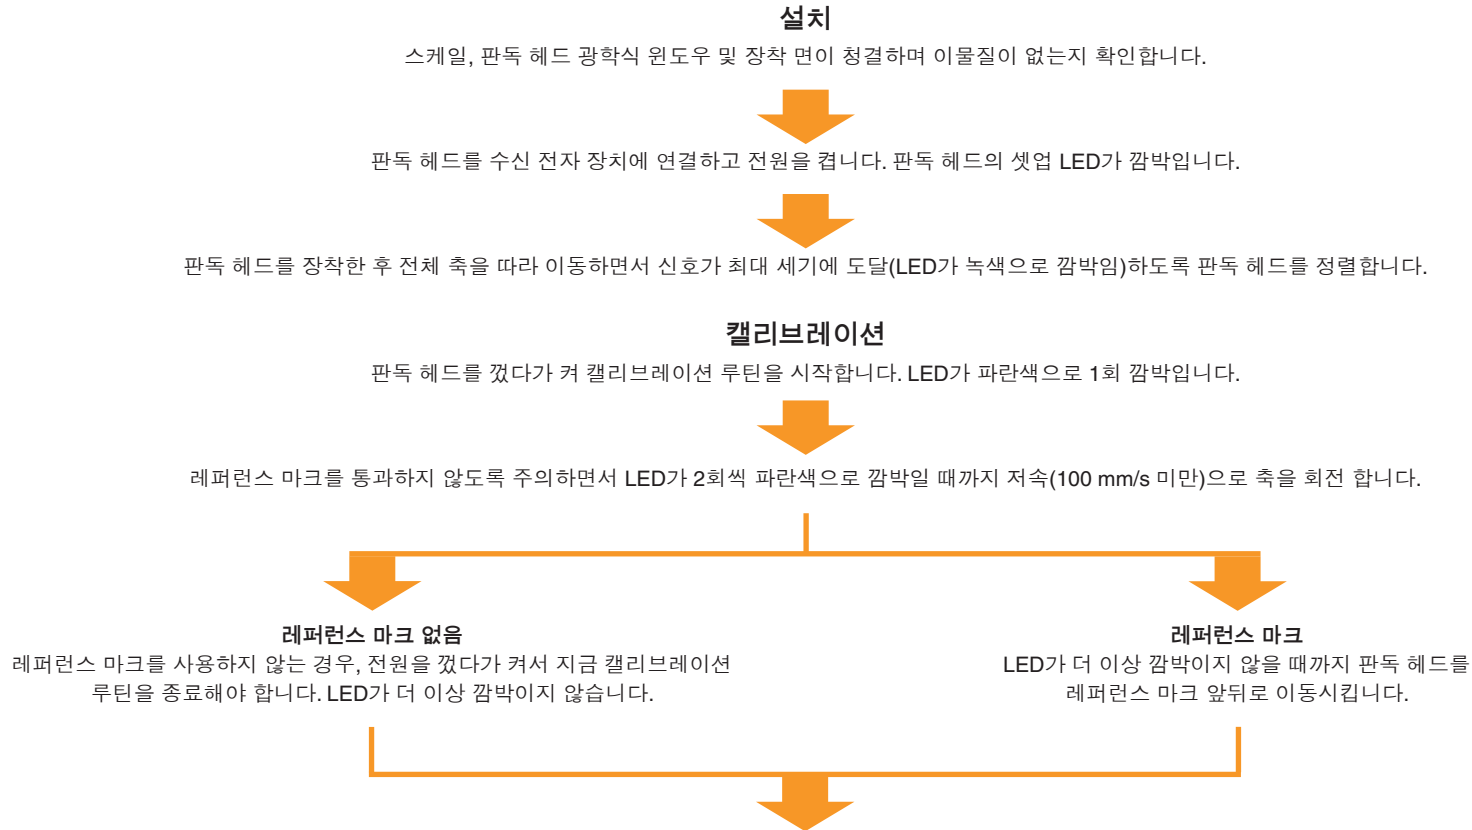 설치
스케일, 판독 헤드 광학식 윈도우 및 장착 면이 청결하며 이물질이 없는지 확인합니다.
판독 헤드를 수신 전자 장치에 연결하고 전원을 켭니다. 판독 헤드의 셋업 LED가 깜박입니다.
판독 헤드를 장착한 후 전체 축을 따라 이동하면서 신호가 최대 세기에 도달(LED가 녹색으로 깜박임)하도록 판독 헤드를 정렬합니다.
캘리브레이션
판독 헤드를 껐다가 켜 캘리브레이션 루틴을 시작합니다. LED가 파란색으로 1회 깜박입니다.
레퍼런스 마크를 통과하지 않도록 주의하면서 LED가 2회씩 파란색으로 깜박일 때까지 저속(100 mm/s 미만)으로 축을 회전 합니다.
레퍼런스 마크 없음
레퍼런스 마크를 사용하지 않는 경우, 전원을 껐다가 켜서 지금 캘리브레이션
루틴을 종료해야 합니다. LED가 더 이상 깜박이지 않습니다.
레퍼런스 마크
LED가 더 이상 깜박이지 않을 때까지 판독 헤드를
레퍼런스 마크 앞뒤로 이동시킵니다.